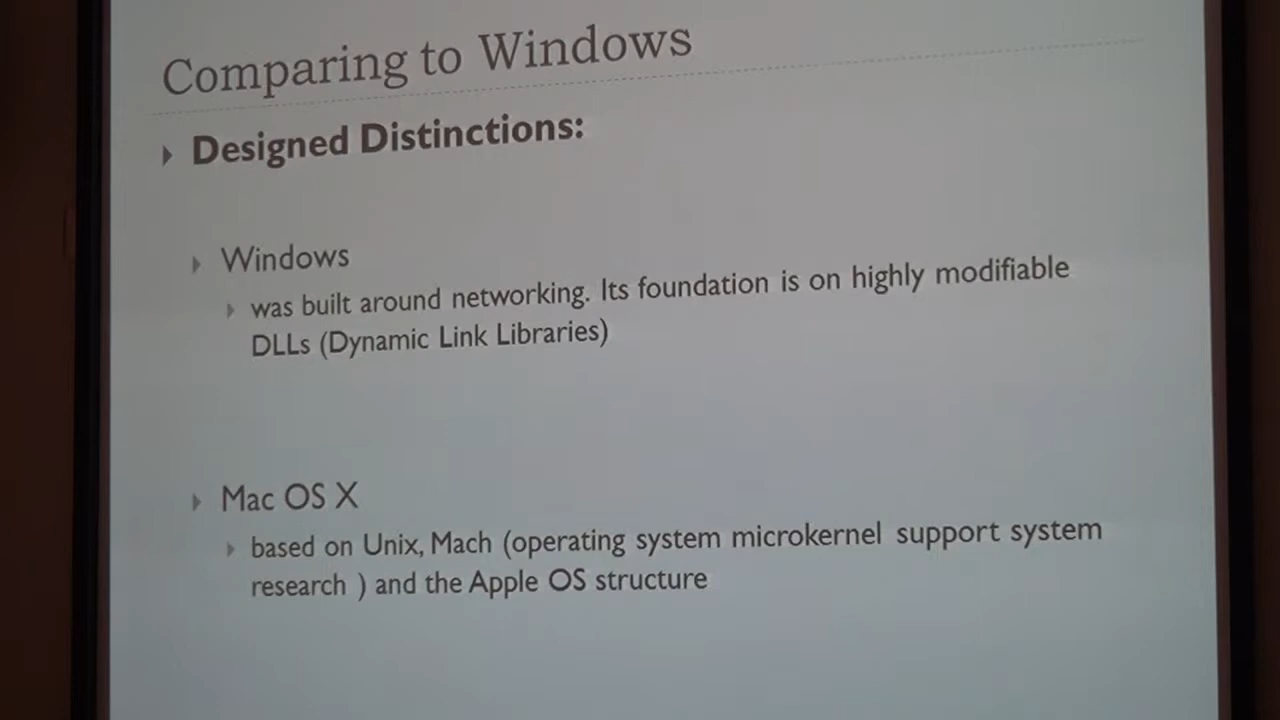 Comparing to Windows
Designed Distinctions:
Windows
was built around networking. Its foundation is on highly modifiable
DLLs (Dynamic Link Libraries)
Mac OS X
based on Unix, Mach (operating system microkernel support system
research ) and the Apple OS structure